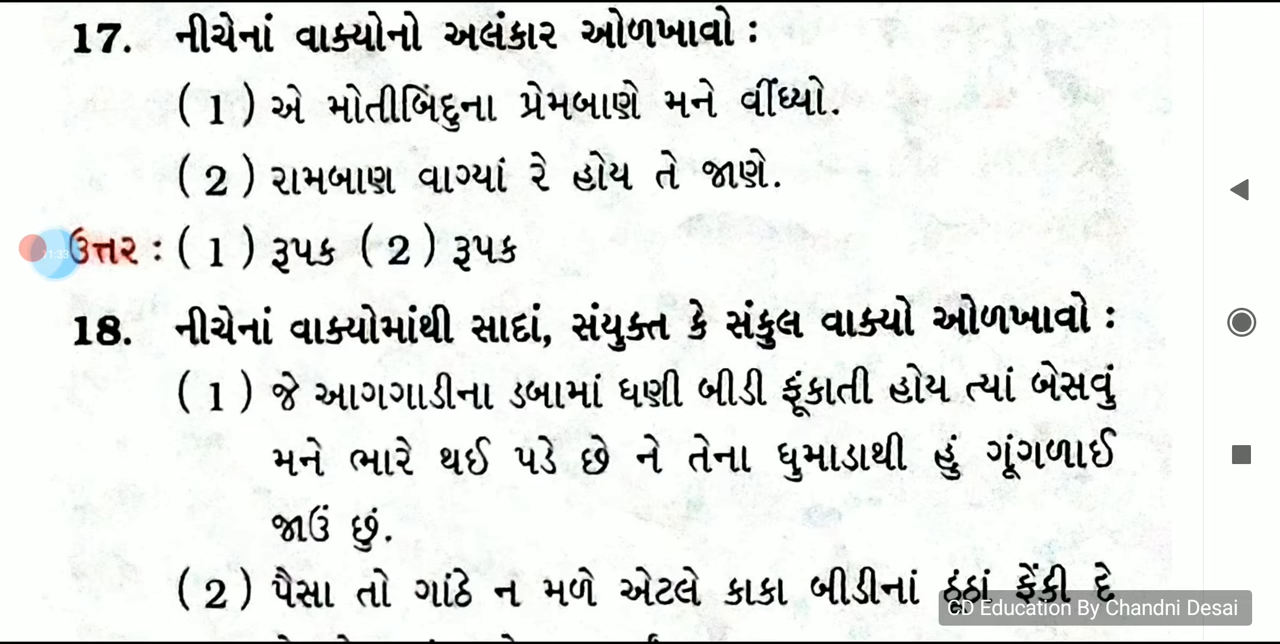 17. નીચેનાં વાક્યોનો અલંકાર ઓળખાવો :
(1) એ મોતીબિંદુના પ્રેમબાણે મને વીંધ્યો.
(2) રામબાણ વાગ્યાં રે હોય તે જાણે.
ઉત્તર : (1) રૂપક (2) રૂપક
18. નીચેનાં વાક્યોમાંથી સાદાં, સંયુક્ત કે સંકુલ વાક્યો ઓળખાવો :
(1) જે આગગાડીના ડબામાં ઘણી બીડી ફૂંકાતી હોય ત્યાં બેસવું
મને ભારે થઈ પડે છે ને તેના ધુમાડાથી હું ગૂંગળાઈ
જાઉં છું.
(2) પૈસા તો ગાંઠે ન મળે એટલે કાકા બીડીનાં ઠૂંઠાં ફેંકી દે
CD Education By Chandni Desai